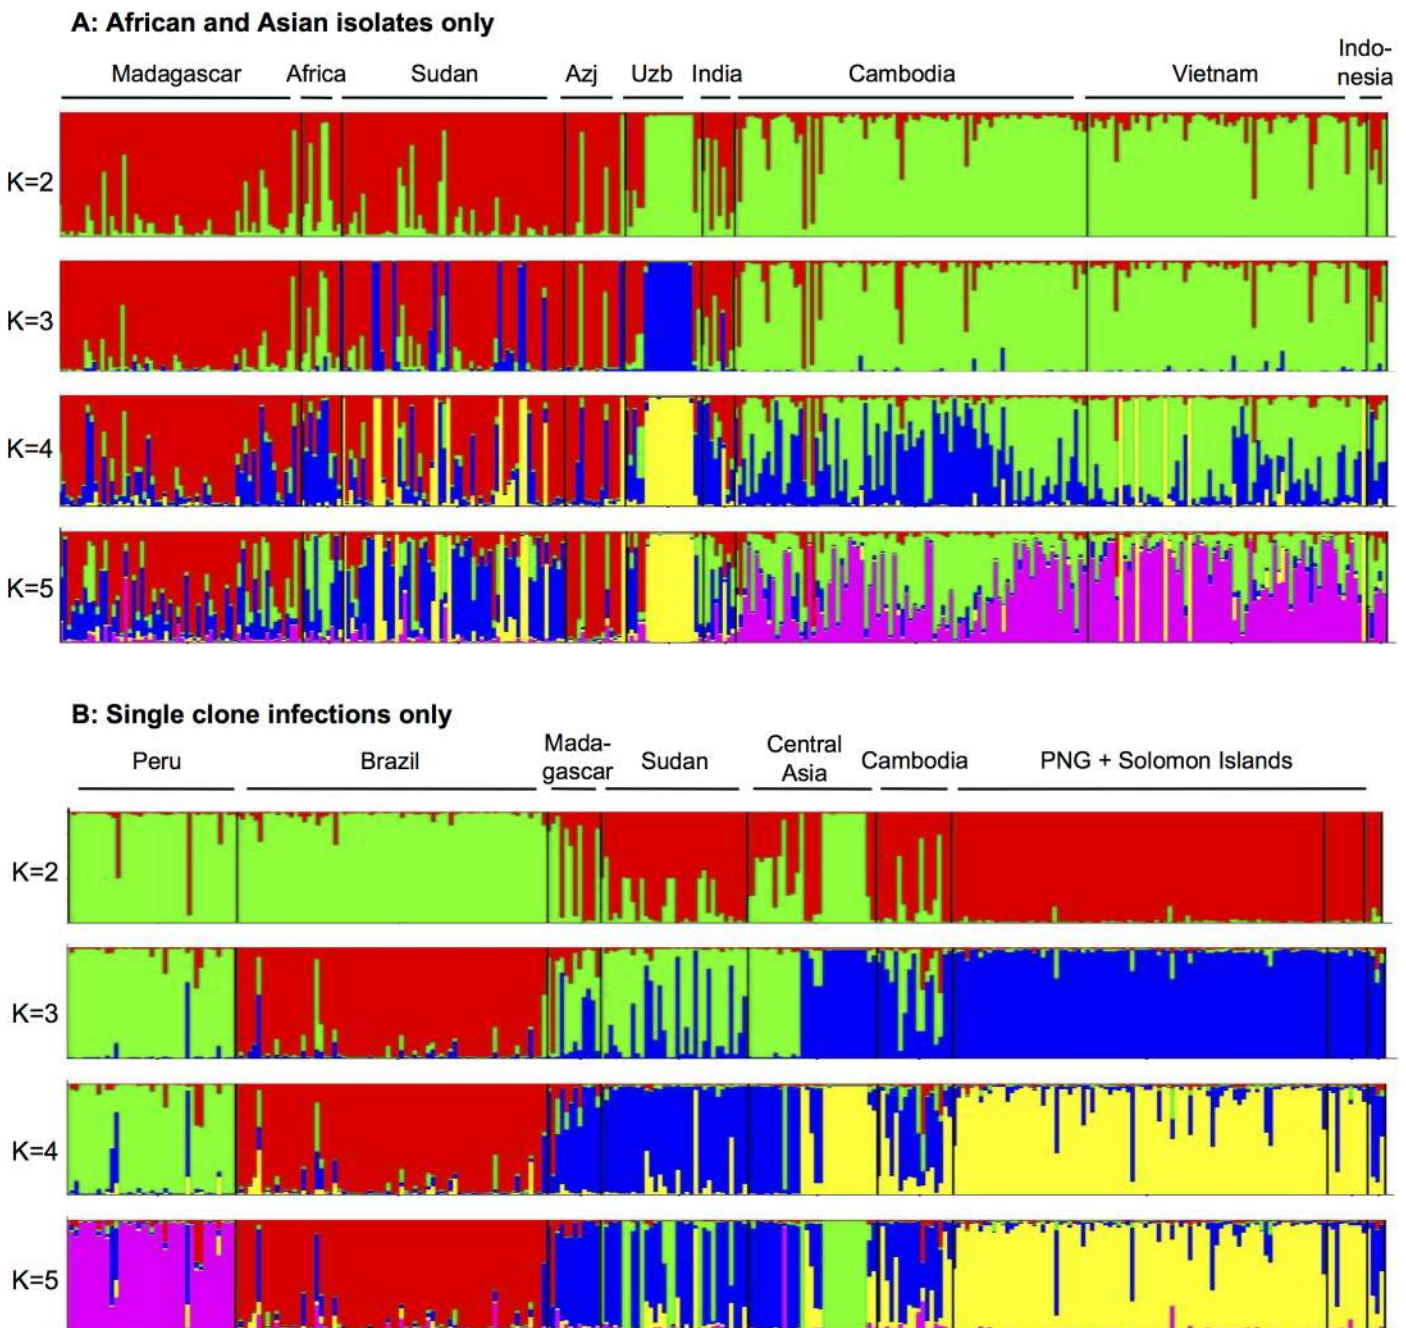 A: African and Asian isolates only
Madagascar Africa Sudan Azj Uzb India Cambodia Vietnam Indo-
nesia
K=2
K=3
K=4
K=5
B: Single clone infections only
Peru Brazil Mada-
gascar Sudan Central
Asia Cambodia PNG + Solomon Islands
K=2
K=3
K=4
K=5